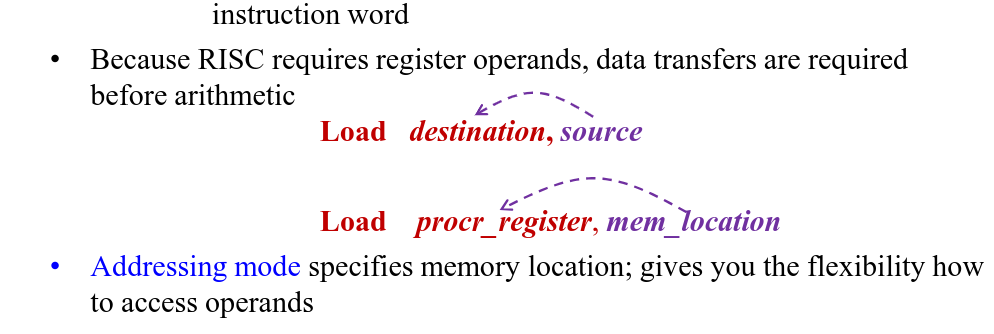 instruction word
• Because RISC requires register operands, data transfers are required
before arithmetic
Load destination, source
Load procr_register, mem_location
• Addressing mode specifies memory location; gives you the flexibility how
to access operands